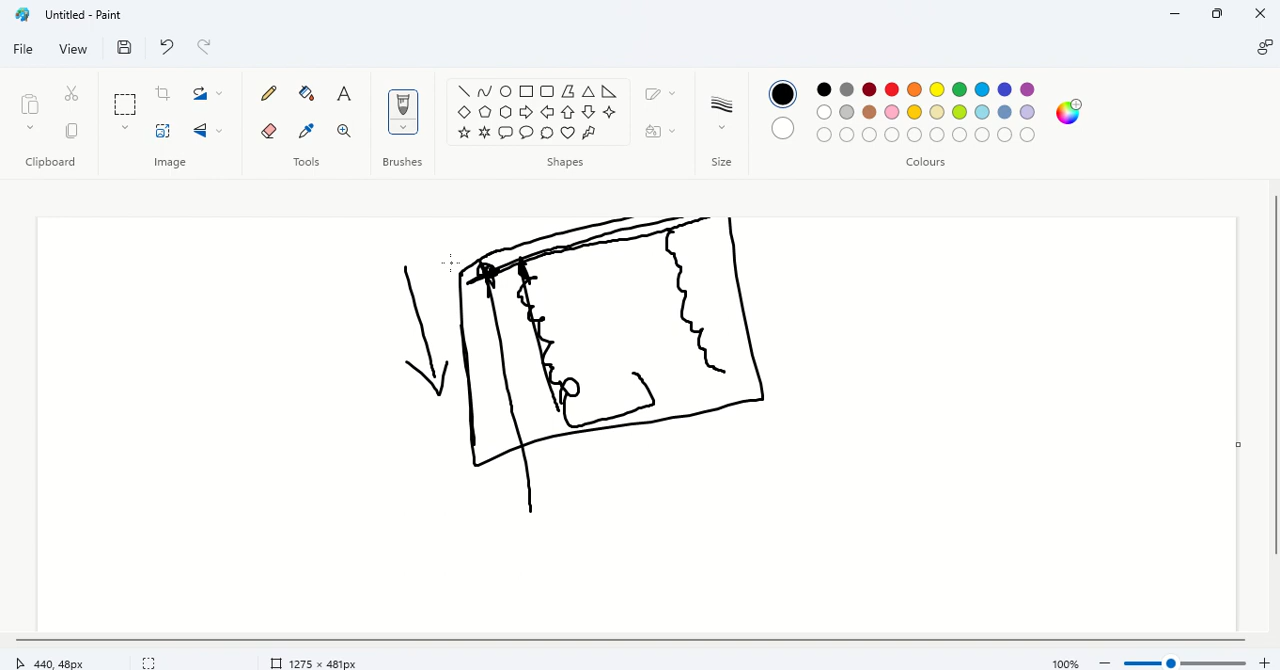 Untitled - Paint
File View
Clipboard Image Tools Brushes Shapes Size Colours
440, 48px 1275 × 481px 100%